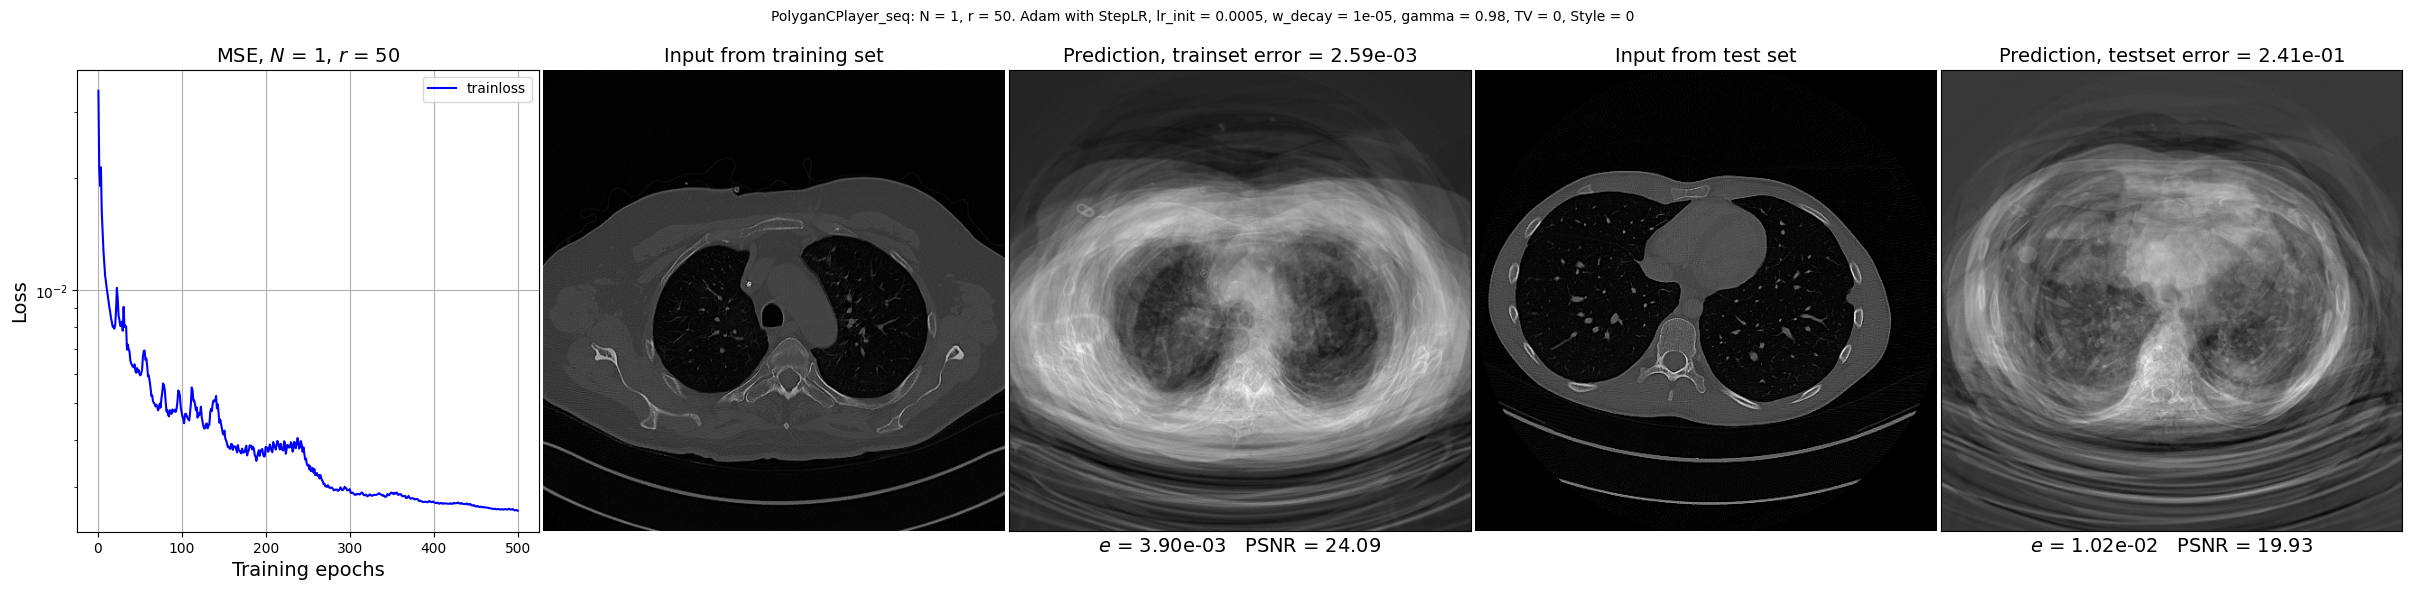 PolyganCPlayer_seq: N = 1, r = 50. Adam with StepLR, lr_init = 0.0005, w_decay = 1e-05, gamma = 0.98, TV = 0, Style = 0
MSE, N = 1, r = 50
trainloss
Loss
10⁻²
0 100 200 300 400 500
Training epochs
Input from training set
Prediction, trainset error = 2.59e-03
e = 3.90e-03 PSNR = 24.09
Input from test set
Prediction, testset error = 2.41e-01
e = 1.02e-02 PSNR = 19.93